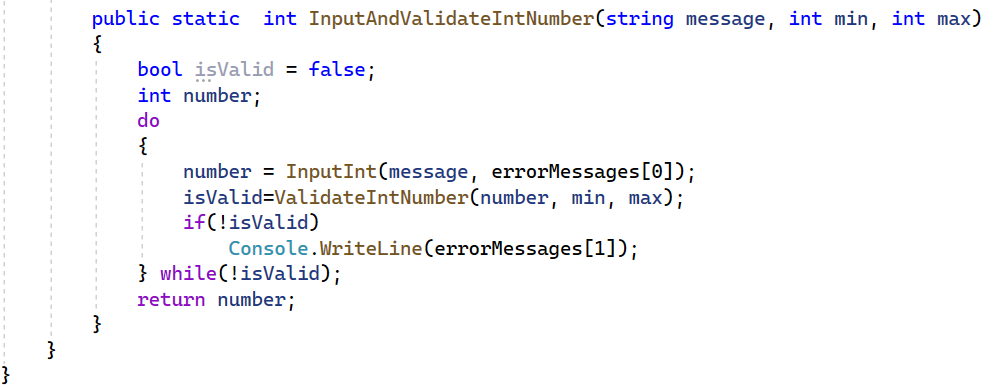 public static  int InputAndValidateIntNumber(string message, int min, int max)
{
bool isValid = false;
int number;
do
{
number = InputInt(message, errorMessages[0]);
isValid=ValidateIntNumber(number, min, max);
if(!isValid)
Console.WriteLine(errorMessages[1]);
} while(!isValid);
return number;
}
}
}